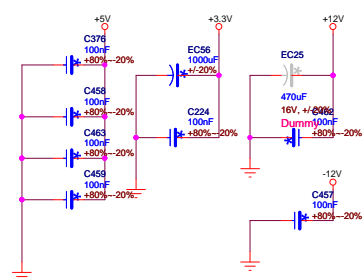 +5V
C376
100nF
+80%~-20%
C458
100nF
+80%~-20%
C463
100nF
+80%~-20%
C459
100nF
+80%~-20%
+3.3V
EC56
1000uF
+/-20%
C224
100nF
+80%~-20%
+12V
EC25
470uF
16V, +/-20%
Dummy
100nF
+80%~-20%
-12V
C457
100nF
+80%~-20%